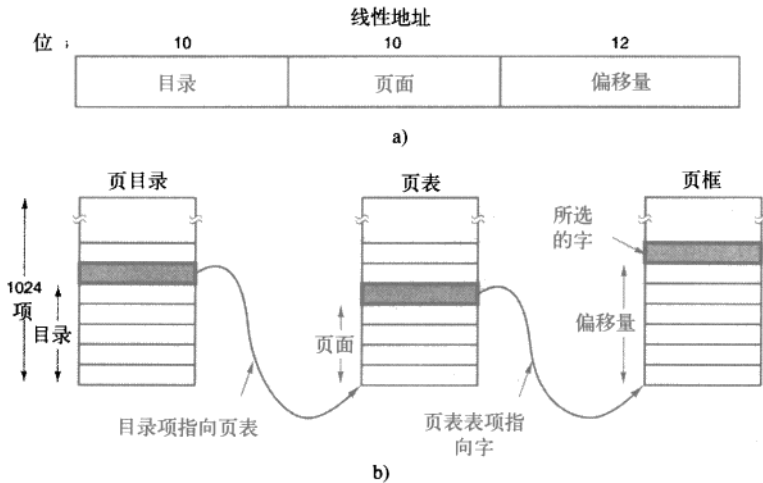 线性地址
位： 10 10 12
目录 页面 偏移量
a)
页目录 页表 页框
所选
的字
1024
项
目录
页面
偏移量
目录项指向页表
页表表项指
向字
b)